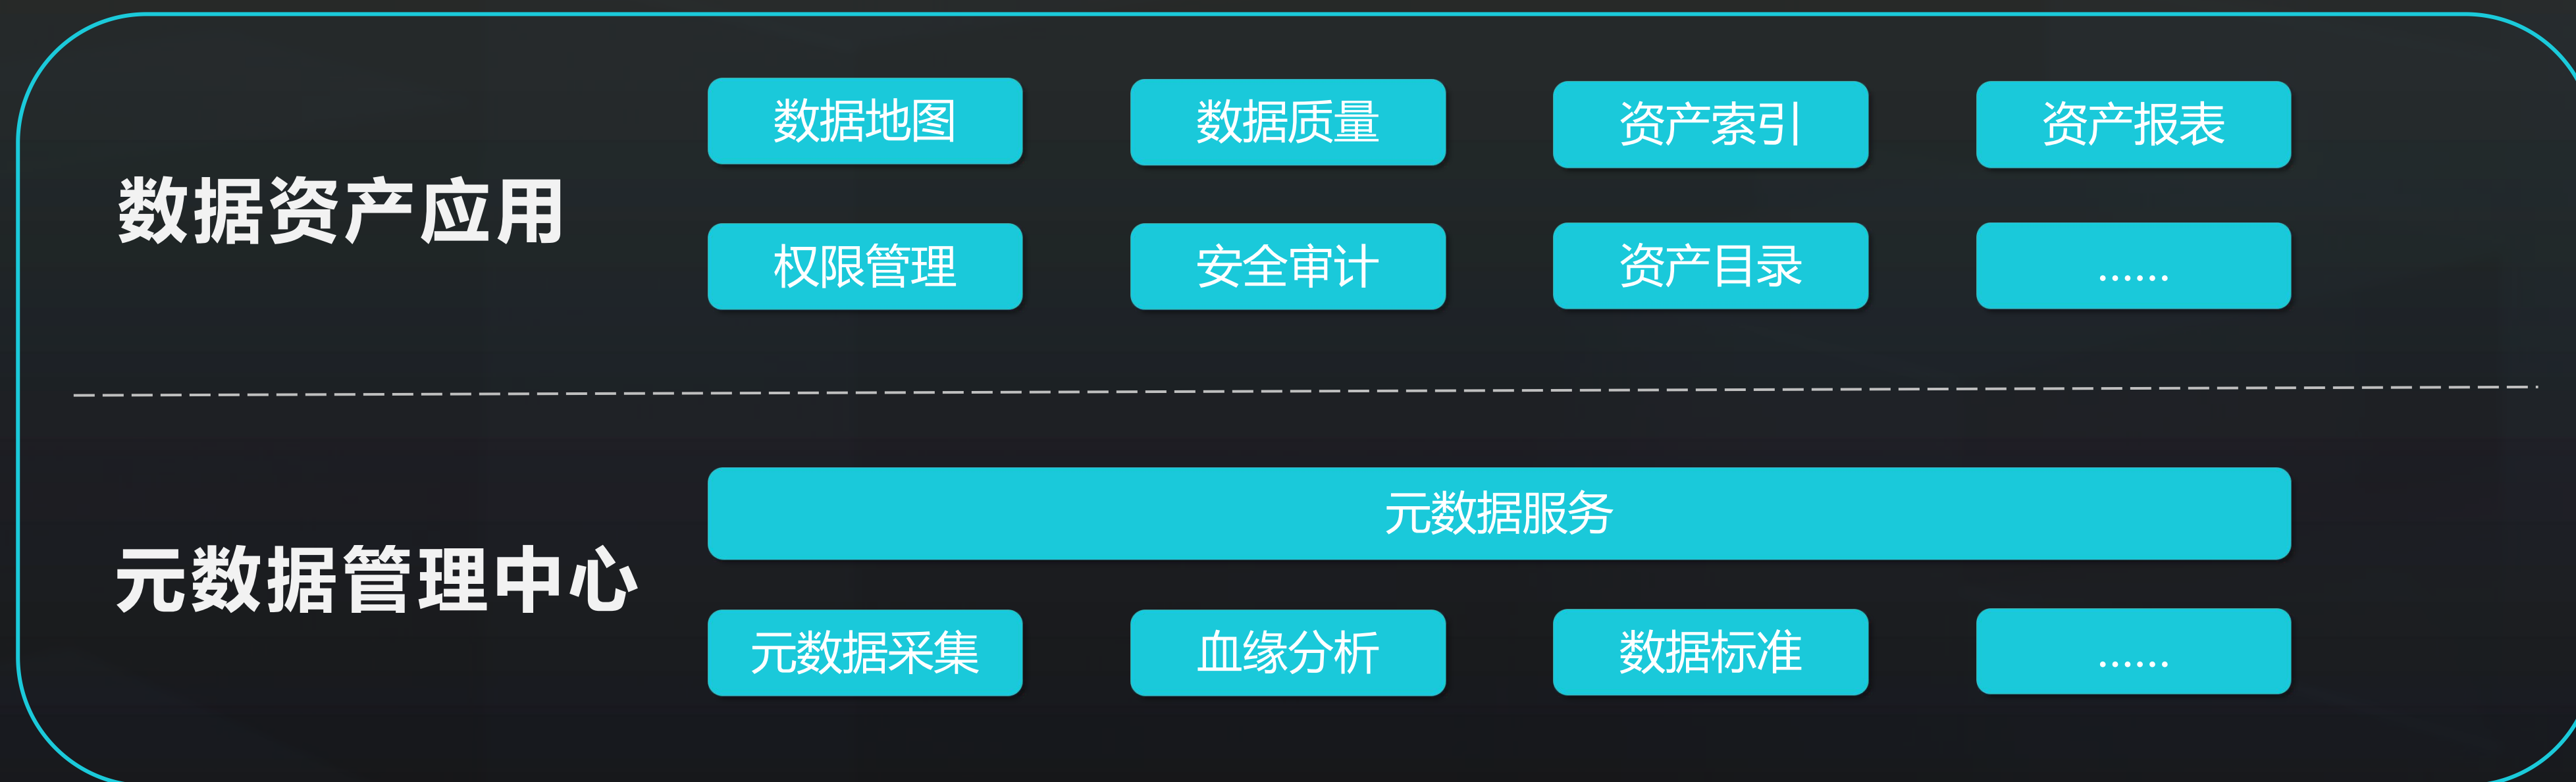 数据资产应用
数据地图
数据质量
资产索引
资产报表
权限管理
安全审计
资产目录
......
元数据管理中心
元数据服务
元数据采集
血缘分析
数据标准
......